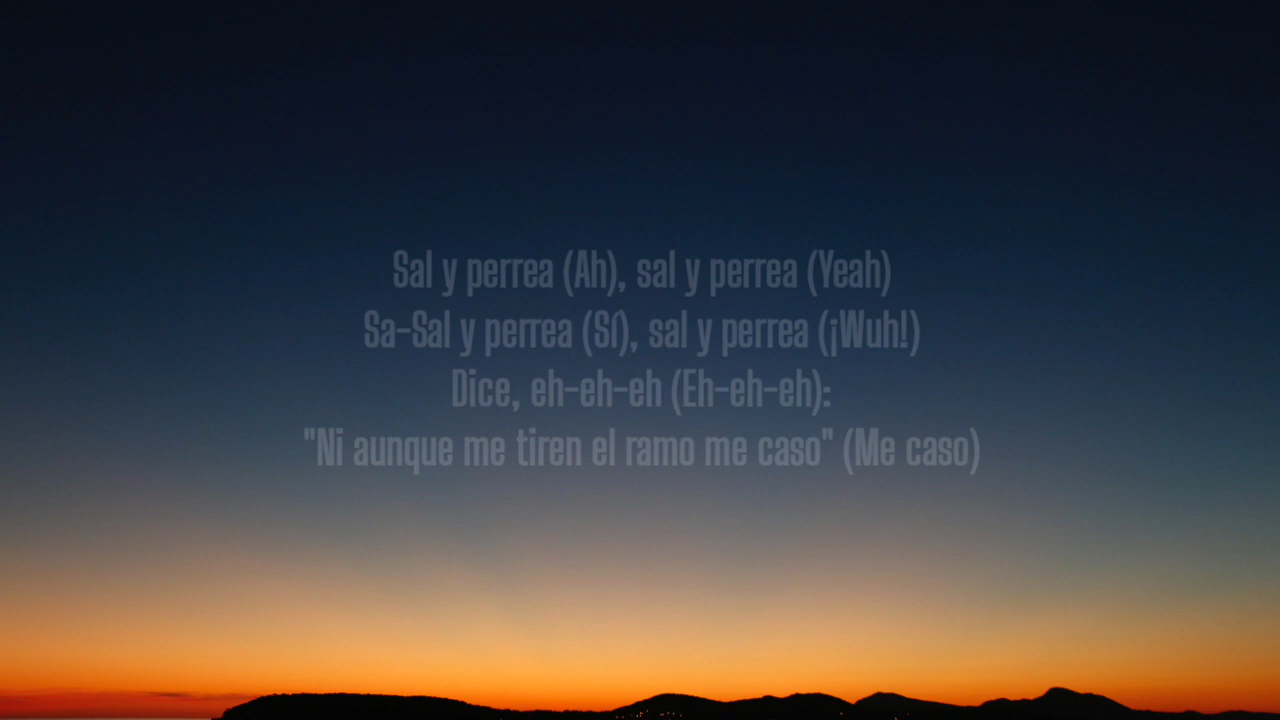 Sal y perrea (Ah), sal y perrea (Yeah)
Sa-Sal y perrea (Sí), sal y perrea (¡Wuh!)
Dice, eh-eh-eh (Eh-eh-eh):
"Ni aunque me tiren el ramo me caso" (Me caso)